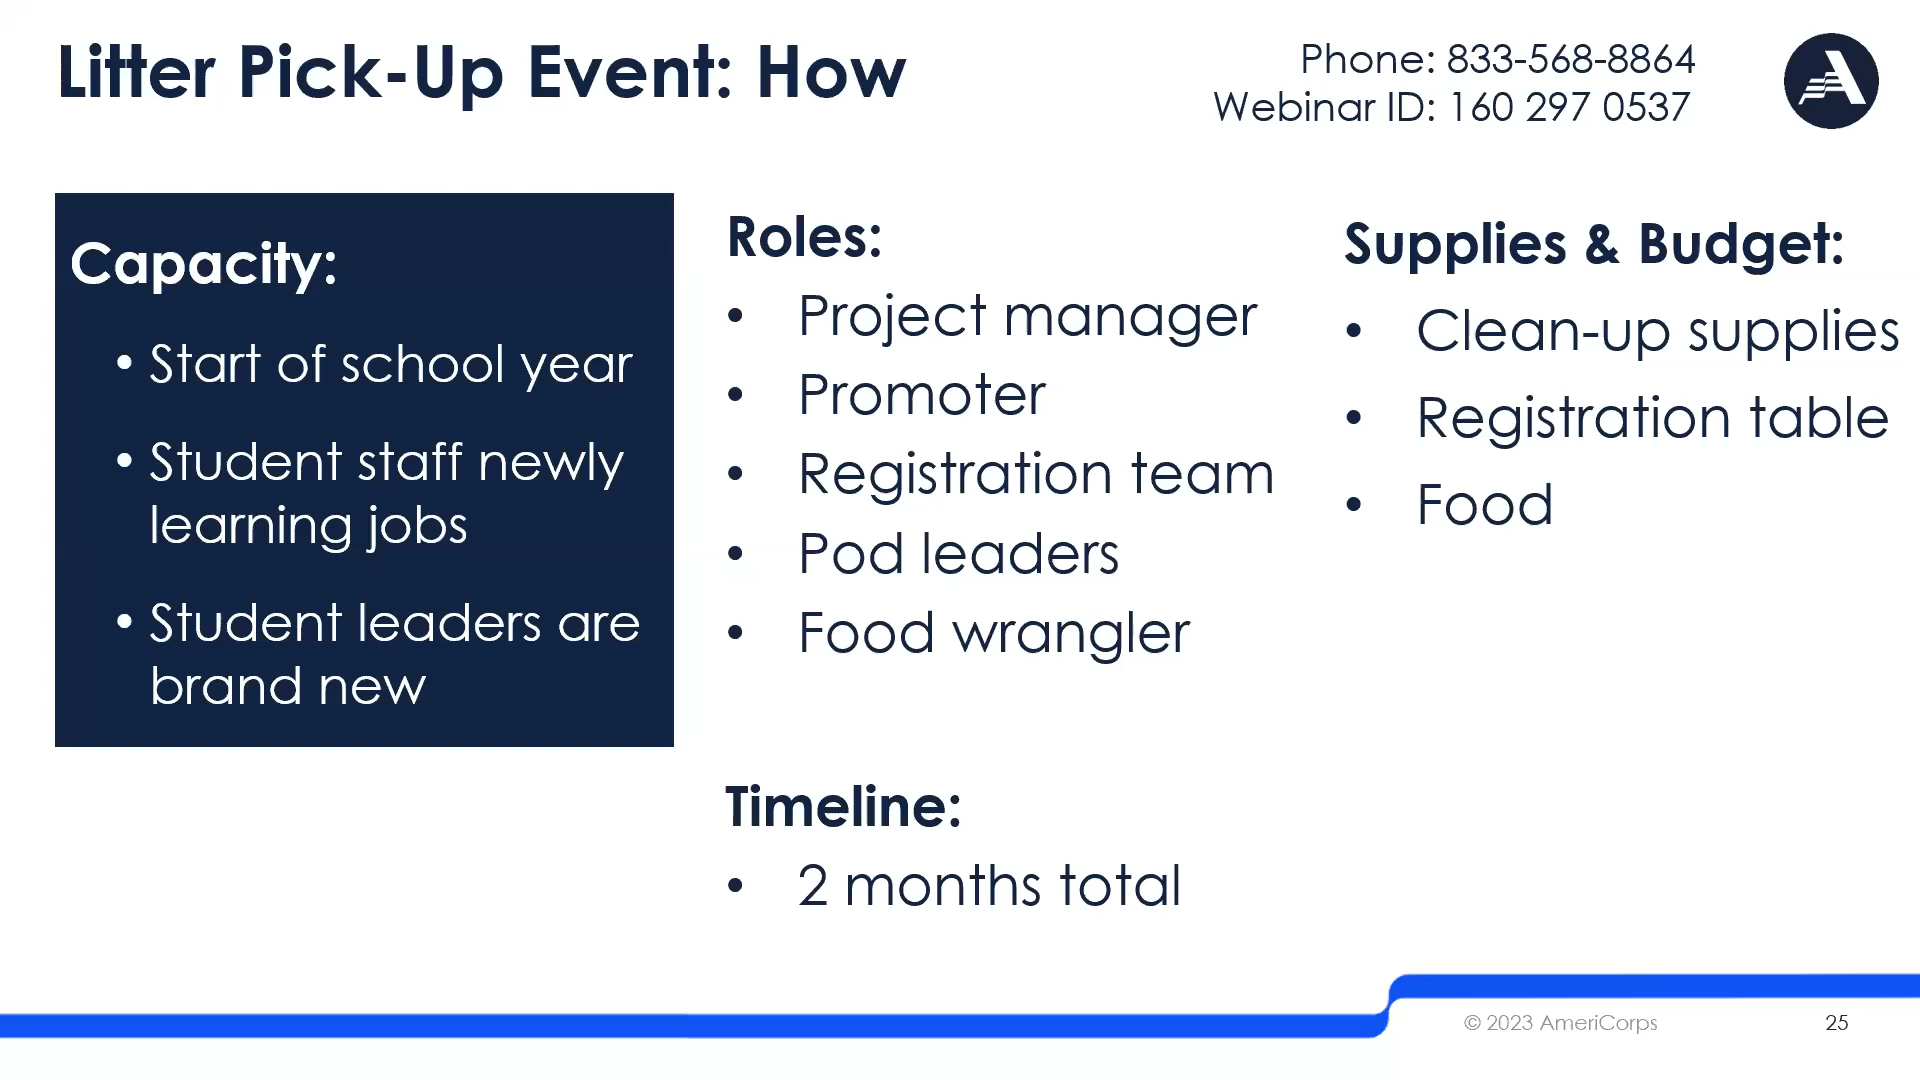 Litter Pick-Up Event: How
Phone: 833-568-8864
Webinar ID: 160 297 0537
Capacity:
• Start of school year
• Student staff newly
learning jobs
• Student leaders are
brand new
Roles:
• Project manager
• Promoter
• Registration team
• Pod leaders
• Food wrangler
Timeline:
• 2 months total
Supplies & Budget:
• Clean-up supplies
• Registration table
• Food
© 2023 AmeriCorps
25